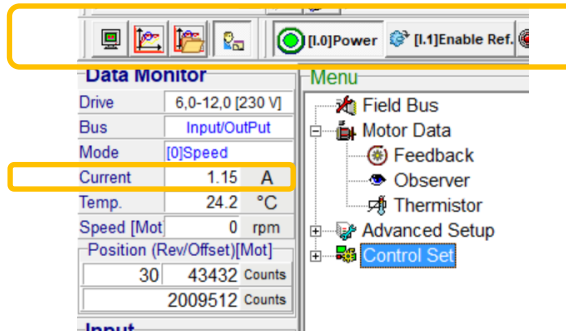 [I.0]Power [I.1]Enable Ref.
Data Monitor
Drive 6,0-12,0 [230 V]
Bus Input/OutPut
Mode [0]Speed
Current 1.15 A
Temp. 24.2 °C
Speed [Mot 0 rpm
Position (Rev/Offset)[Mot]
30 43432 Counts
2009512 Counts
Input
Menu
Field Bus
Motor Data
Feedback
Observer
Thermistor
Advanced Setup
Control Set